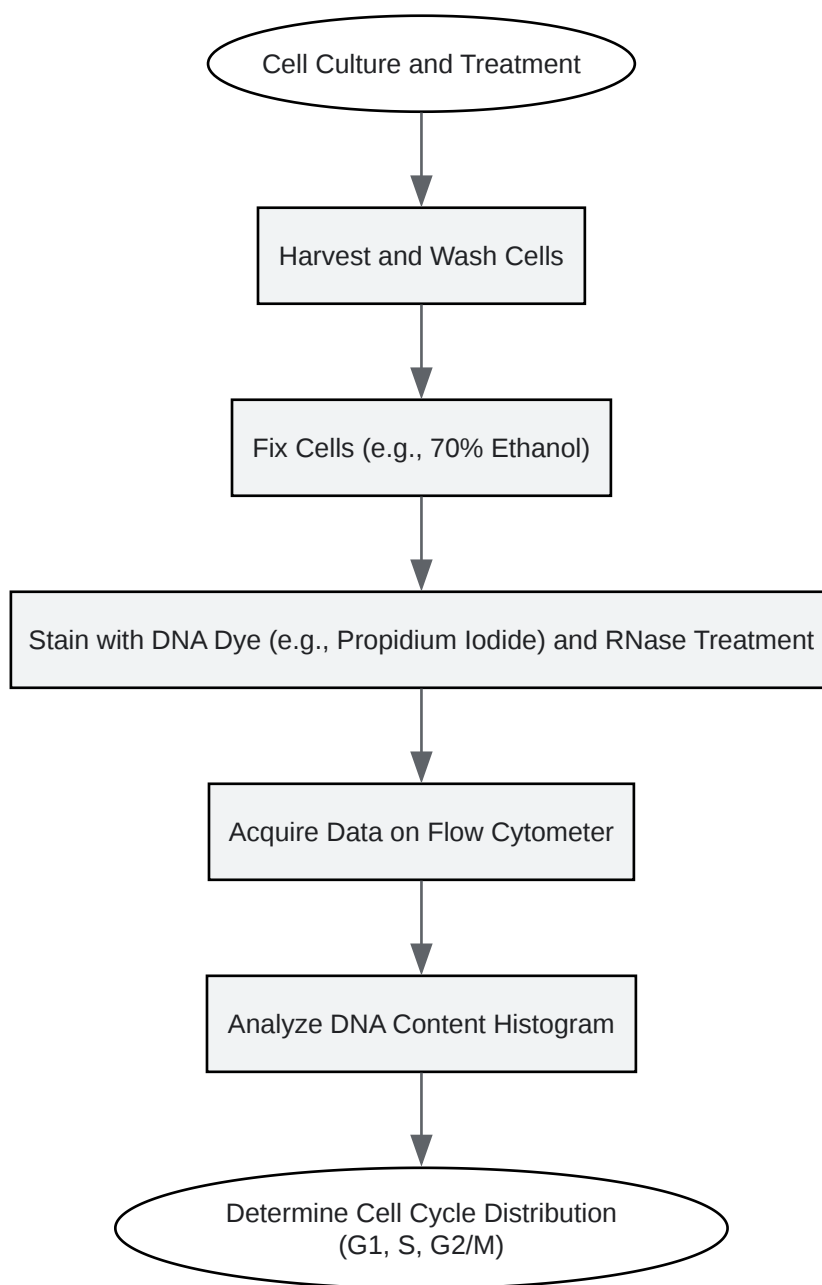 Cell Culture and Treatment
Harvest and Wash Cells
Fix Cells (e.g., 70% Ethanol)
Stain with DNA Dye (e.g., Propidium Iodide) and RNase Treatment
Acquire Data on Flow Cytometer
Analyze DNA Content Histogram
Determine Cell Cycle Distribution
(G1, S, G2/M)